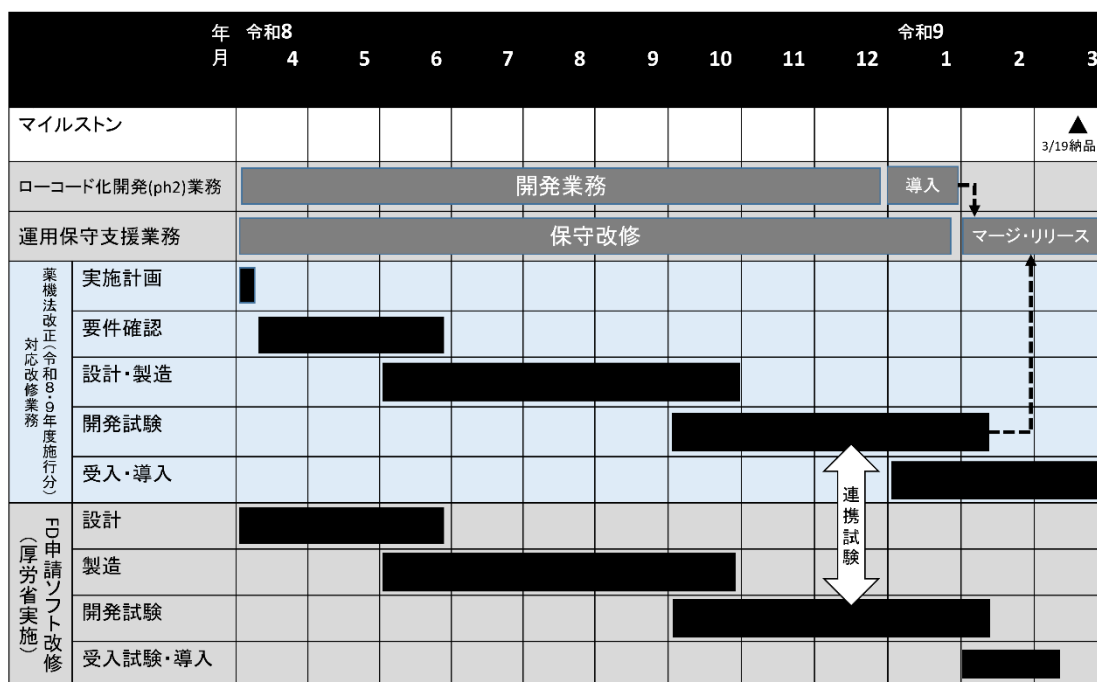 年 令和8 令和9
月 4 5 6 7 8 9 10 11 12 1 2 3
マイルストン
3/19納品
ローコード化開発(ph2)業務 開発業務 導入
運用保守支援業務 保守改修 マージ・リリース
薬機法改正(令和8・9年度施行分)
対応改修業務
実施計画
要件確認
設計・製造
開発試験
受入・導入
連携試験
FD申請ソフト改修
(厚労省実施)
設計
製造
開発試験
受入試験・導入